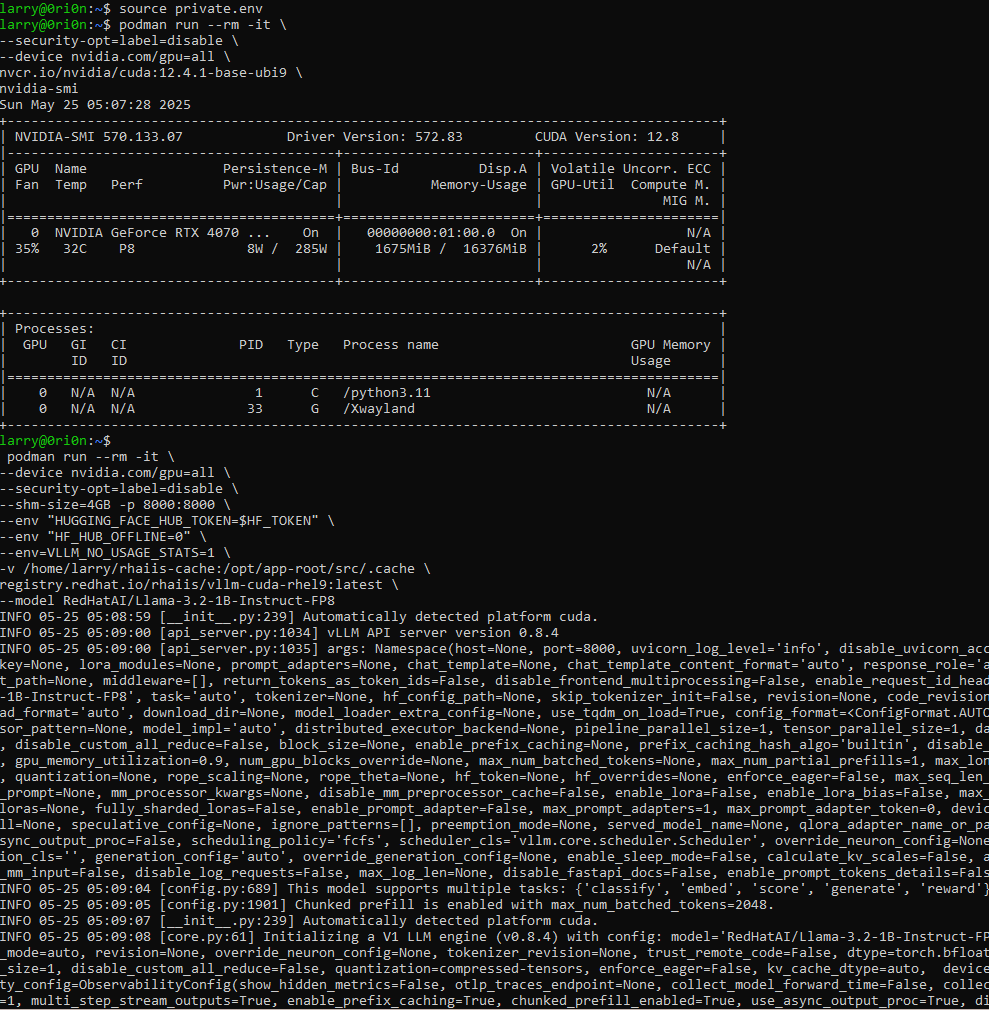 larry@0ri0n:~$ source private.env
larry@0ri0n:~$ podman run --rm -it \
--security-opt=label=disable \
--device nvidia.com/gpu=all \
nvcr.io/nvidia/cuda:12.4.1-base-ubi9 \
nvidia-smi
Sun May 25 05:07:28 2025
+-----------------------------------------------------------------------------------------+
| NVIDIA-SMI 570.133.07             Driver Version: 572.83         CUDA Version: 12.8     |
|-----------------------------------------+------------------------+----------------------+
| GPU  Name                 Persistence-M | Bus-Id          Disp.A | Volatile Uncorr. ECC |
| Fan  Temp   Perf          Pwr:Usage/Cap |           Memory-Usage | GPU-Util  Compute M. |
|                                         |                        |               MIG M. |
|=========================================+========================+======================|
|   0  NVIDIA GeForce RTX 4070 ...    On  |   00000000:01:00.0  On |                  N/A |
| 35%   32C    P8              8W /  285W |    1675MiB /  16376MiB |      2%      Default |
|                                         |                        |                  N/A |
+-----------------------------------------+------------------------+----------------------+
+-----------------------------------------------------------------------------------------+
| Processes:                                                                              |
|  GPU   GI   CI              PID   Type   Process name                        GPU Memory |
|        ID   ID                                                               Usage      |
|=========================================================================================|
|    0   N/A  N/A               1      C   /python3.11                           N/A      |
|    0   N/A  N/A              33      G   /Xwayland                             N/A      |
+-----------------------------------------------------------------------------------------+
larry@0ri0n:~$
 podman run --rm -it \
--device nvidia.com/gpu=all \
--security-opt=label=disable \
--shm-size=4GB -p 8000:8000 \
--env "HUGGING_FACE_HUB_TOKEN=$HF_TOKEN" \
--env "HF_HUB_OFFLINE=0" \
--env=VLLM_NO_USAGE_STATS=1 \
-v /home/larry/rhaiis-cache:/opt/app-root/src/.cache \
registry.redhat.io/rhaiis/vllm-cuda-rhel9:latest \
--model RedHatAI/Llama-3.2-1B-Instruct-FP8
INFO 05-25 05:08:59 [__init__.py:239] Automatically detected platform cuda.
INFO 05-25 05:09:00 [api_server.py:1034] vLLM API server version 0.8.4
INFO 05-25 05:09:00 [api_server.py:1035] args: Namespace(host=None, port=8000, uvicorn_log_level='info', disable_uvicorn_acc
key=None, lora_modules=None, prompt_adapters=None, chat_template=None, chat_template_content_format='auto', response_role='a
t_path=None, middleware=[], return_tokens_as_token_ids=False, disable_frontend_multiprocessing=False, enable_request_id_head
-1B-Instruct-FP8', task='auto', tokenizer=None, hf_config_path=None, skip_tokenizer_init=False, revision=None, code_revision
ad_format='auto', download_dir=None, model_loader_extra_config=None, use_tqdm_on_load=True, config_format=<ConfigFormat.AUTO
sor_pattern=None, model_impl='auto', distributed_executor_backend=None, pipeline_parallel_size=1, tensor_parallel_size=1, da
, disable_custom_all_reduce=False, block_size=None, enable_prefix_caching=None, prefix_caching_hash_algo='builtin', disable_
, gpu_memory_utilization=0.9, num_gpu_blocks_override=None, max_num_batched_tokens=None, max_num_partial_prefills=1, max_lon
, quantization=None, rope_scaling=None, rope_theta=None, hf_token=None, hf_overrides=None, enforce_eager=False, max_seq_len_
_prompt=None, mm_processor_kwargs=None, disable_mm_preprocessor_cache=False, enable_lora=False, enable_lora_bias=False, max_
loras=None, fully_sharded_loras=False, enable_prompt_adapter=False, max_prompt_adapters=1, max_prompt_adapter_token=0, devic
ll=None, speculative_config=None, ignore_patterns=[], preemption_mode=None, served_model_name=None, qlora_adapter_name_or_pa
sync_output_proc=False, scheduling_policy='fcfs', scheduler_cls='vllm.core.scheduler.Scheduler', override_neuron_config=None
ion_cls='', generation_config='auto', override_generation_config=None, enable_sleep_mode=False, calculate_kv_scales=False, a
_mm_input=False, disable_log_requests=False, max_log_len=None, disable_fastapi_docs=False, enable_prompt_tokens_details=Fals
INFO 05-25 05:09:04 [config.py:689] This model supports multiple tasks: {'classify', 'embed', 'score', 'generate', 'reward'}
INFO 05-25 05:09:05 [config.py:1901] Chunked prefill is enabled with max_num_batched_tokens=2048.
INFO 05-25 05:09:07 [__init__.py:239] Automatically detected platform cuda.
INFO 05-25 05:09:08 [core.py:61] Initializing a V1 LLM engine (v0.8.4) with config: model='RedHatAI/Llama-3.2-1B-Instruct-FP
_mode=auto, revision=None, override_neuron_config=None, tokenizer_revision=None, trust_remote_code=False, dtype=torch.bfloat
_size=1, disable_custom_all_reduce=False, quantization=compressed-tensors, enforce_eager=False, kv_cache_dtype=auto,  device
ty_config=ObservabilityConfig(show_hidden_metrics=False, otlp_traces_endpoint=None, collect_model_forward_time=False, collec
=1, multi_step_stream_outputs=True, enable_prefix_caching=True, chunked_prefill_enabled=True, use_async_output_proc=True, di